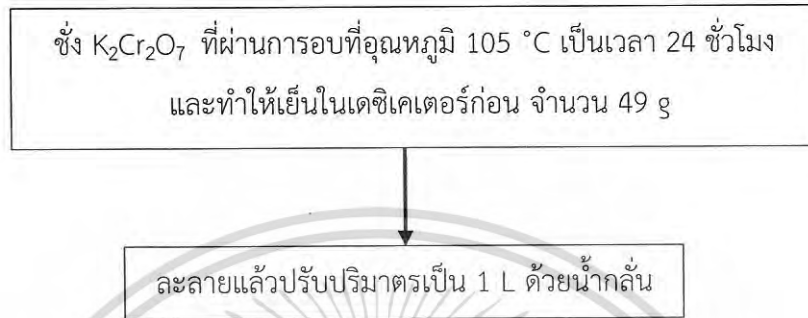 ชั่ง K₂Cr₂O₇ ที่ผ่านการอบที่อุณหภูมิ 105 °C เป็นเวลา 24 ชั่วโมง
และทำให้เย็นในเดซิเคเตอร์ก่อน จำนวน 49 g
ละลายแล้วปรับปริมาตรเป็น 1 L ด้วยน้ำกลั่น